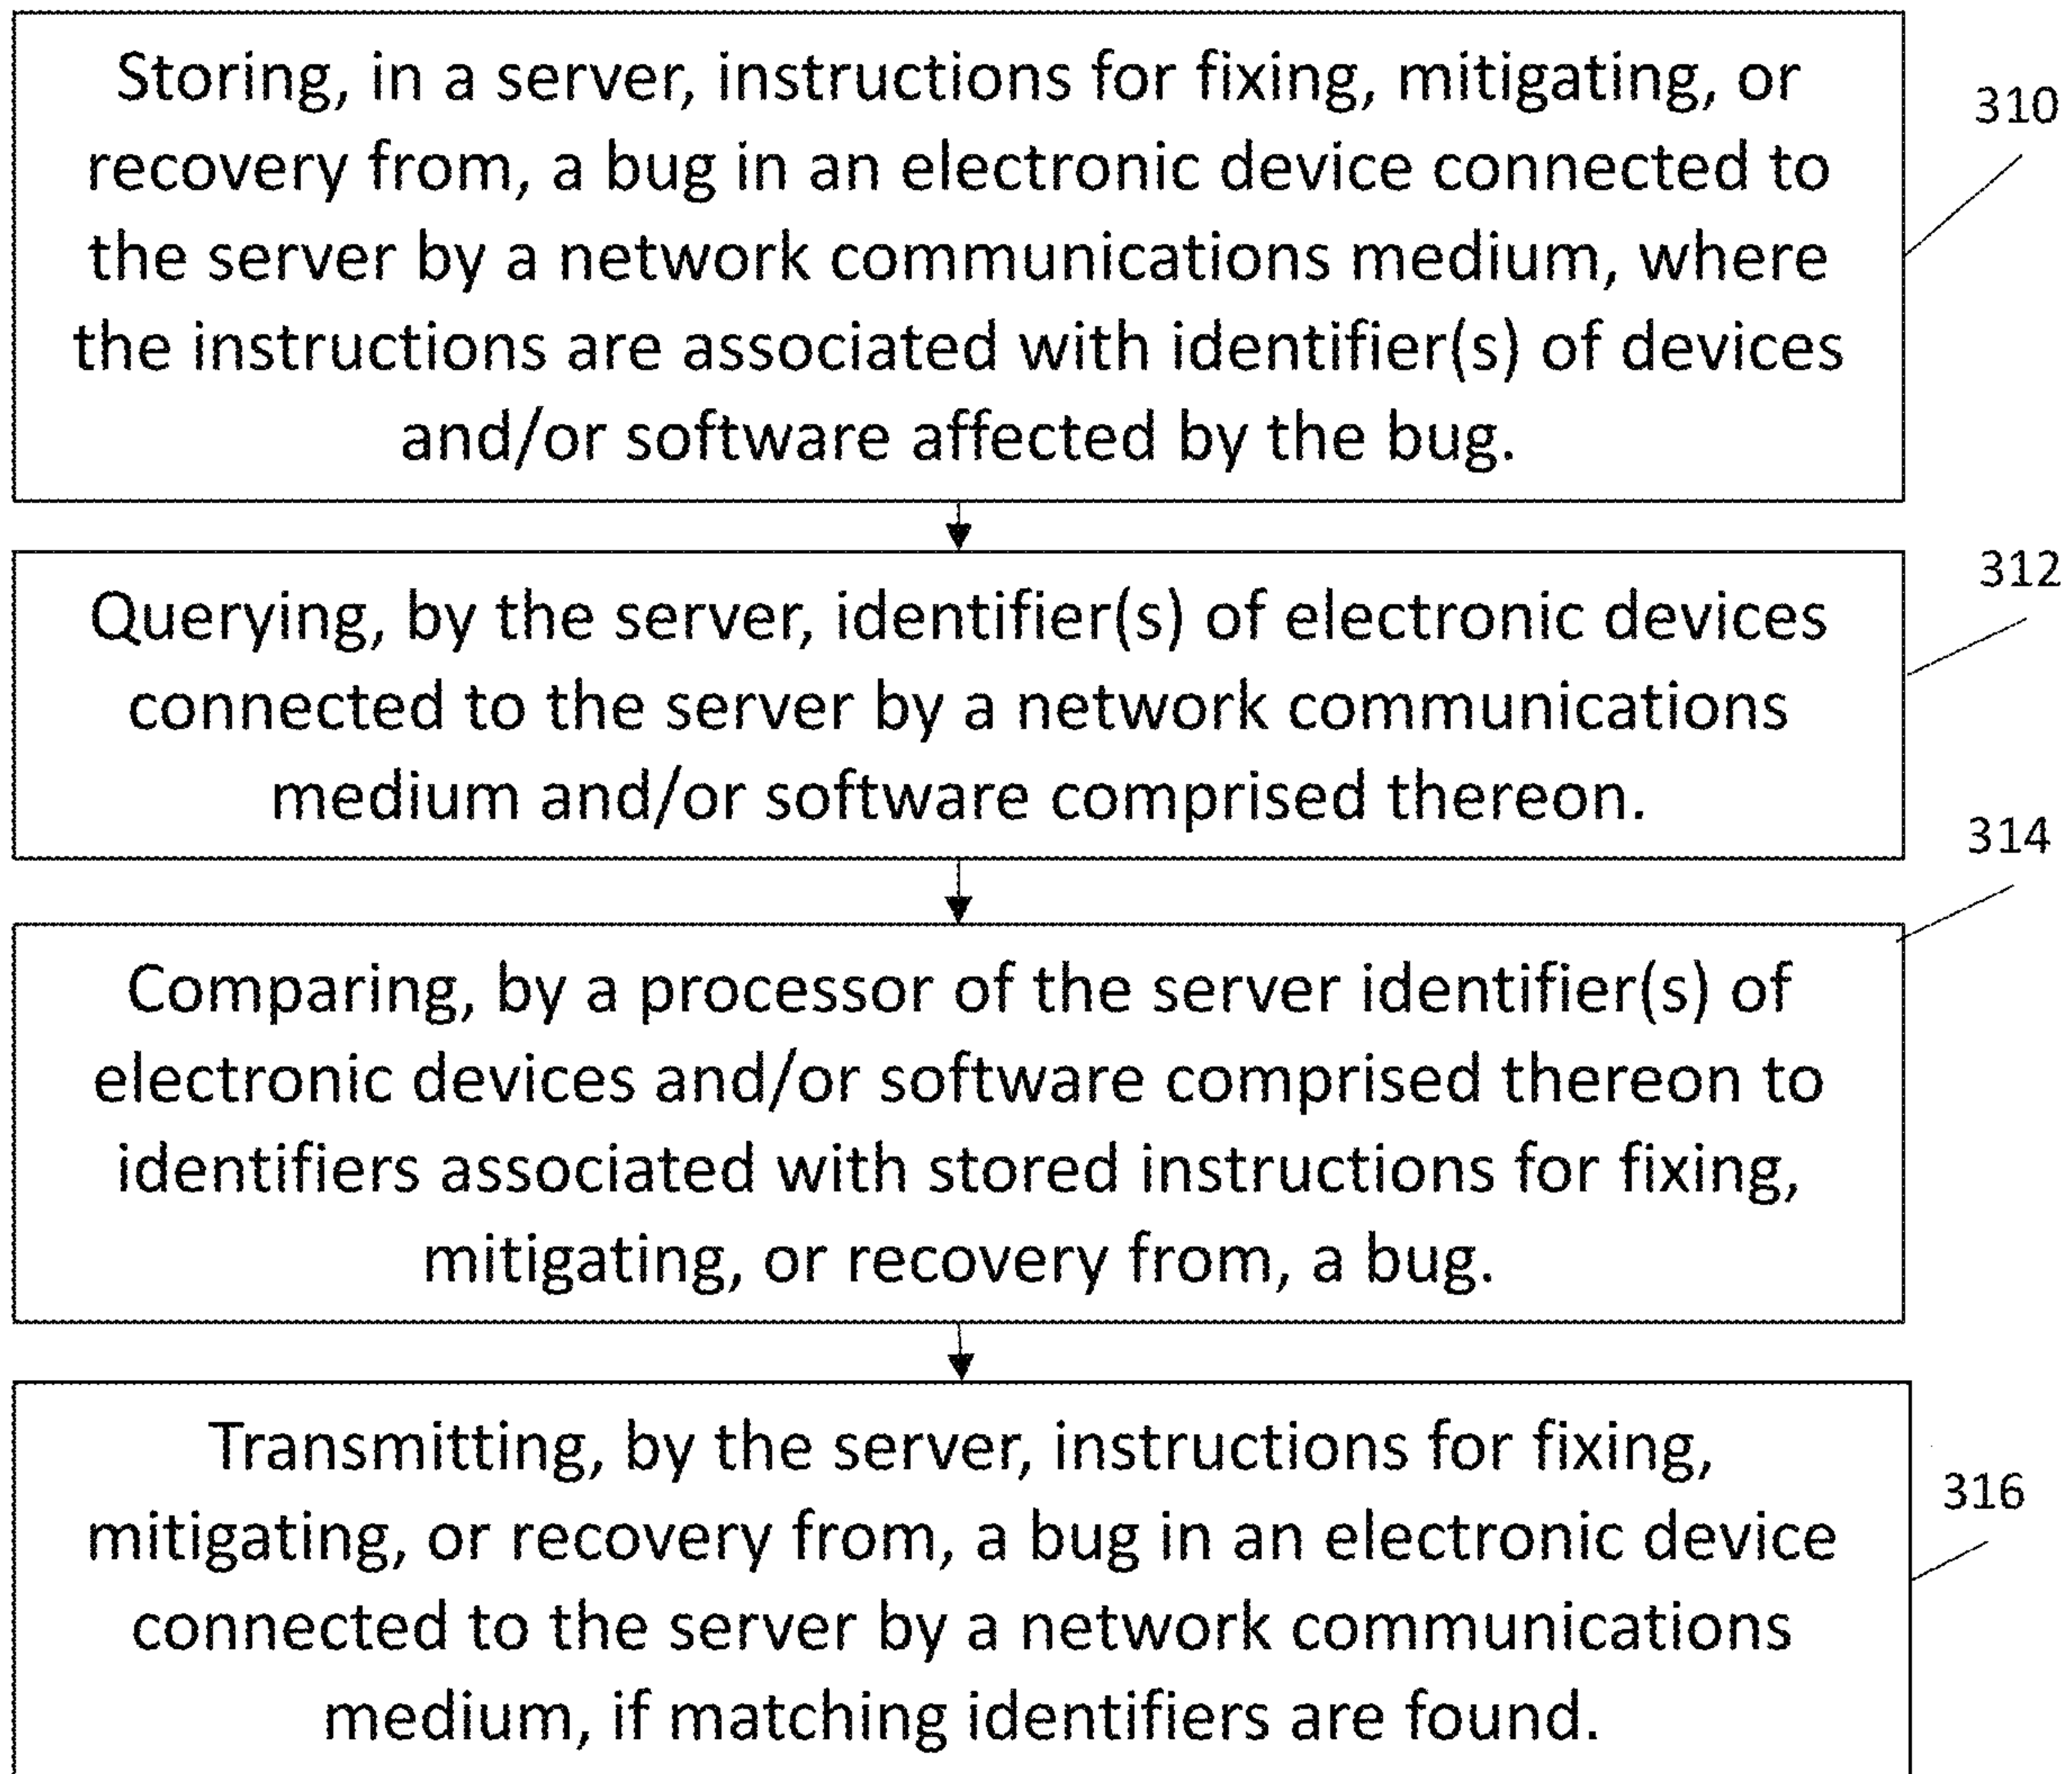 Storing, in a server, instructions for fixing, mitigating, or
recovery from, a bug in an electronic device connected to
the server by a network communications medium, where
the instructions are associated with identifier(s) of devices
and/or software affected by the bug.
310
Querying, by the server, identifier(s) of electronic devices
connected to the server by a network communications
medium and/or software comprised thereon.
312
Comparing, by a processor of the server identifier(s) of
electronic devices and/or software comprised thereon to
identifiers associated with stored instructions for fixing,
mitigating, or recovery from, a bug.
314
Transmitting, by the server, instructions for fixing,
mitigating, or recovery from, a bug in an electronic device
connected to the server by a network communications
medium, if matching identifiers are found.
316